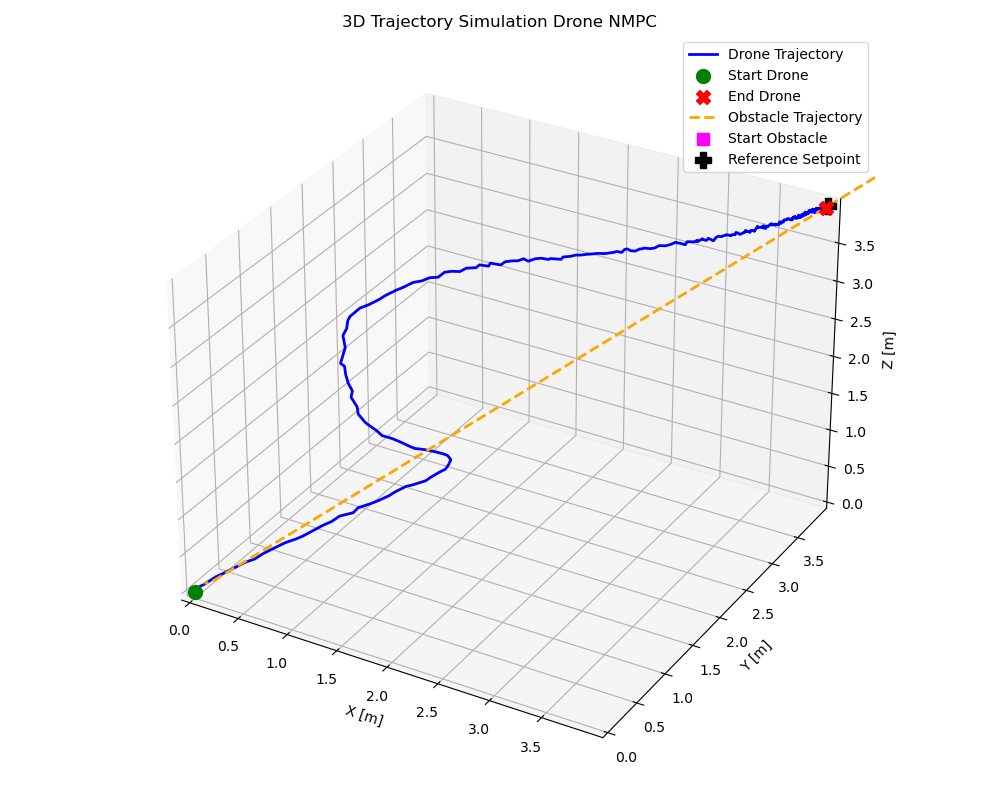 3D Trajectory Simulation Drone NMPC
Drone Trajectory
Start Drone
End Drone
Obstacle Trajectory
Start Obstacle
Reference Setpoint
3.5
3.0
2.5
2.0
1.5
1.0
0.5
0.0
Z [m]
3.5
3.0
2.5
2.0
1.5
1.0
0.5
0.0
Y [m]
0.0
0.5
1.0
1.5
2.0
2.5
3.0
3.5
X [m]